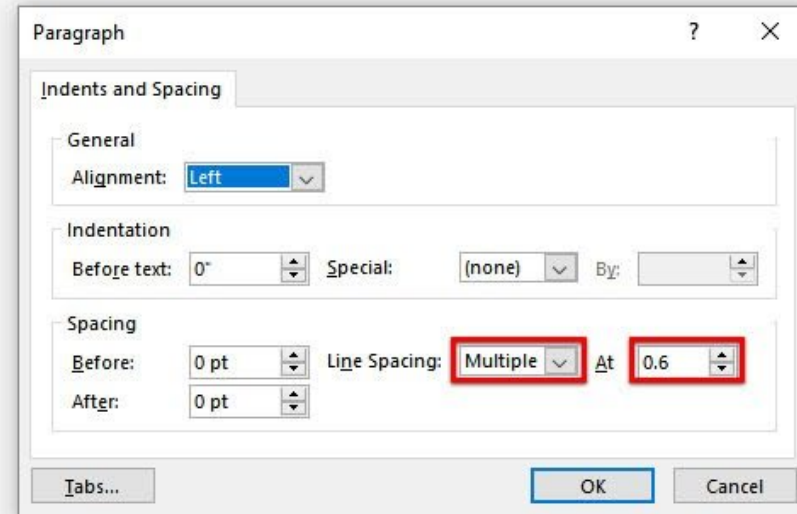 Paragraph ? ×
Indents and Spacing
General
Alignment: Left
Indentation
Before text: 0" Special: (none) By:
Spacing
Before: 0 pt Line Spacing: Multiple At 0.6
After: 0 pt
Tabs... OK Cancel